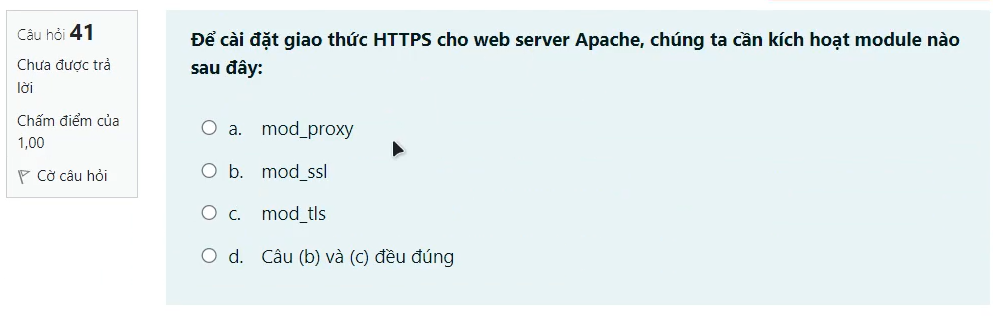 Câu hỏi 41
Chưa được trả
lời
Chấm điểm của
1,00
Cờ câu hỏi
Để cài đặt giao thức HTTPS cho web server Apache, chúng ta cần kích hoạt module nào
sau đây:
a. mod_proxy
b. mod_ssl
c. mod_tls
d. Câu (b) và (c) đều đúng